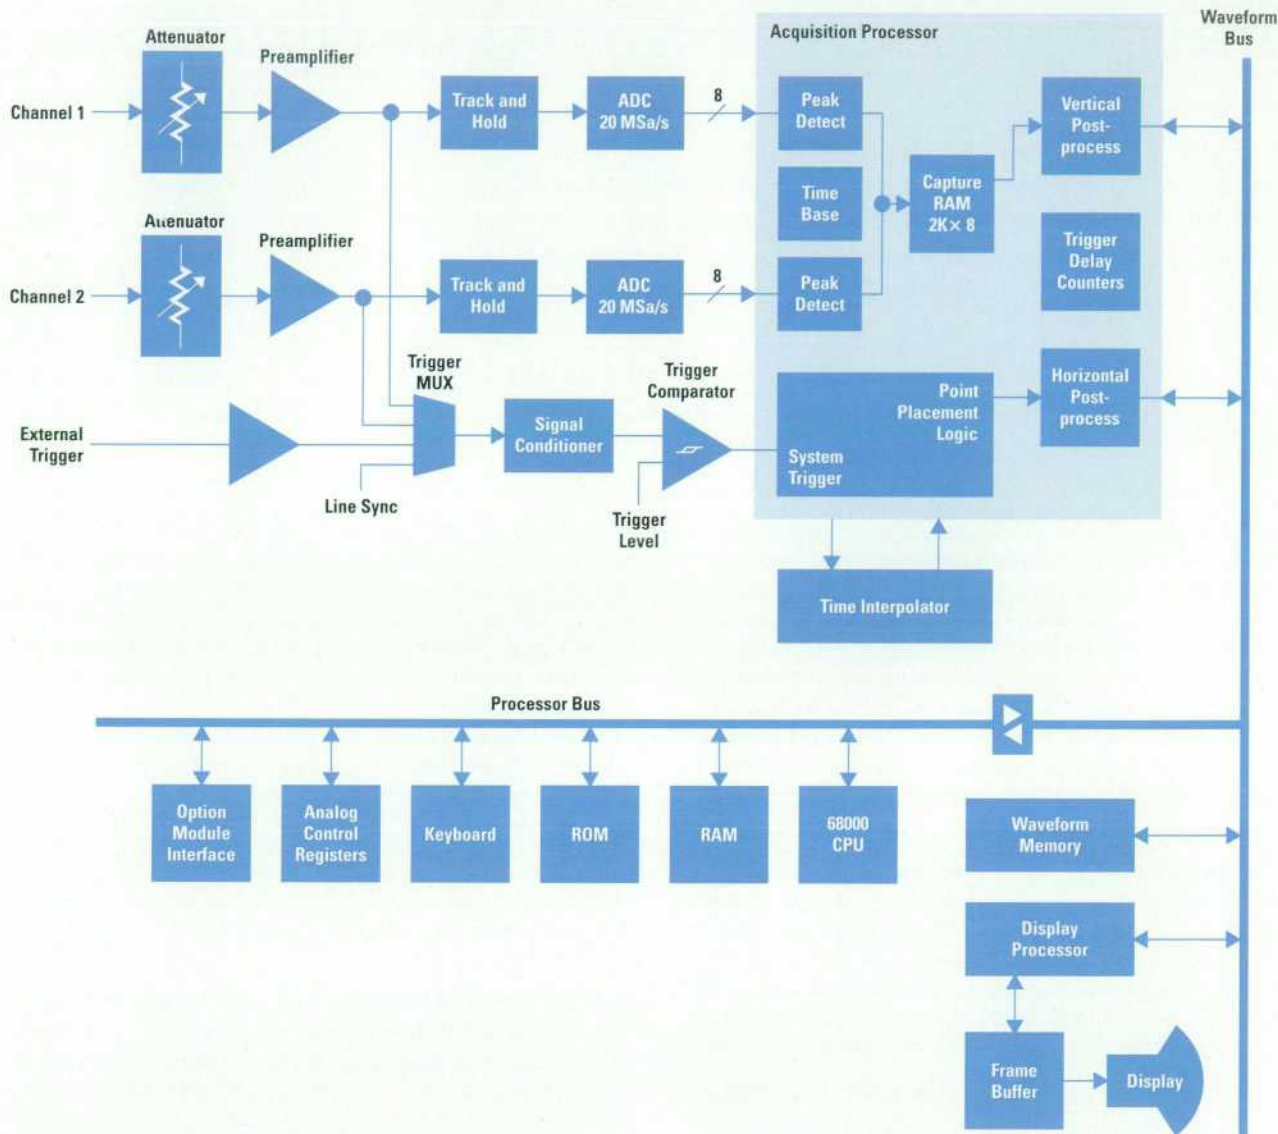 Waveform
Bus
Acquisition Processor
Attenuator
Preamplifier
Channel 1
Track and
Hold
ADC
20 MSa/s
8
Peak
Detect
Vertical
Post-
process
Time
Base
Capture
RAM
2K × 8
Attenuator
Preamplifier
Channel 2
Track and
Hold
ADC
20 MSa/s
8
Peak
Detect
Trigger
Delay
Counters
Trigger
MUX
Trigger
Comparator
External
Trigger
Signal
Conditioner
Line Sync
Trigger
Level
Point
Placement
Logic
System
Trigger
Horizontal
Post-
process
Time Interpolator
Processor Bus
Option
Module
Interface
Analog
Control
Registers
Keyboard
ROM
RAM
68000
CPU
Waveform
Memory
Display
Processor
Frame
Buffer
Display